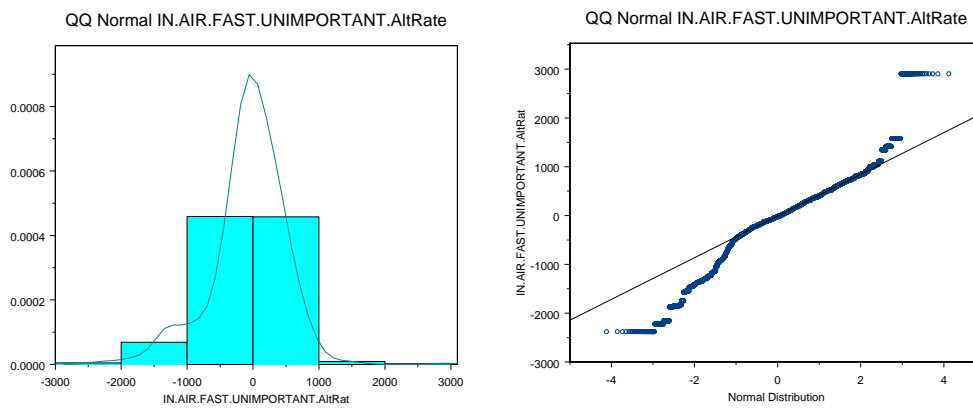 QQ Normal IN.AIR.FAST.UNIMPORTANT.AltRate
0.0008
0.0006
0.0004
0.0002
0.0000
-3000 -2000 -1000 0 1000 2000 3000
IN.AIR.FAST.UNIMPORTANT.AltRat
QQ Normal IN.AIR.FAST.UNIMPORTANT.AltRate
IN.AIR.FAST.UNIMPORTANT.AltRat
3000
2000
1000
0
-1000
-2000
-3000
-4 -2 0 2 4
Normal Distribution